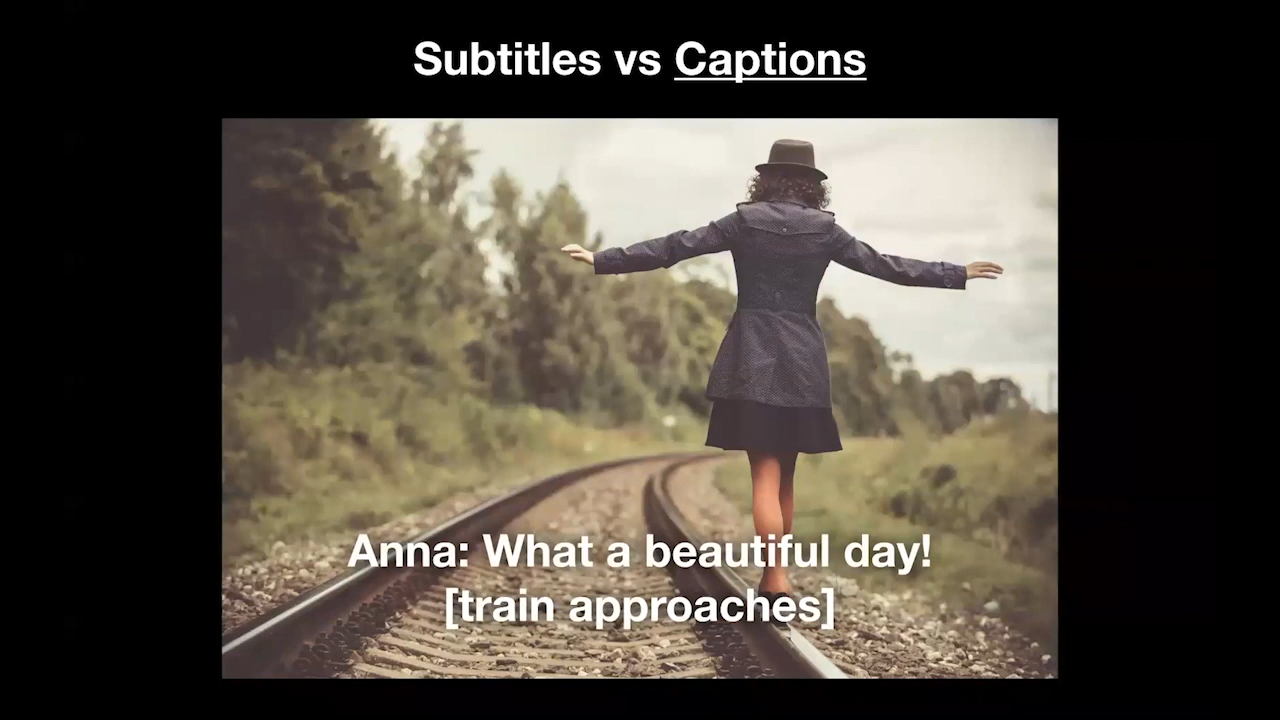 Subtitles vs Captions
Anna: What a beautiful day!
[train approaches]